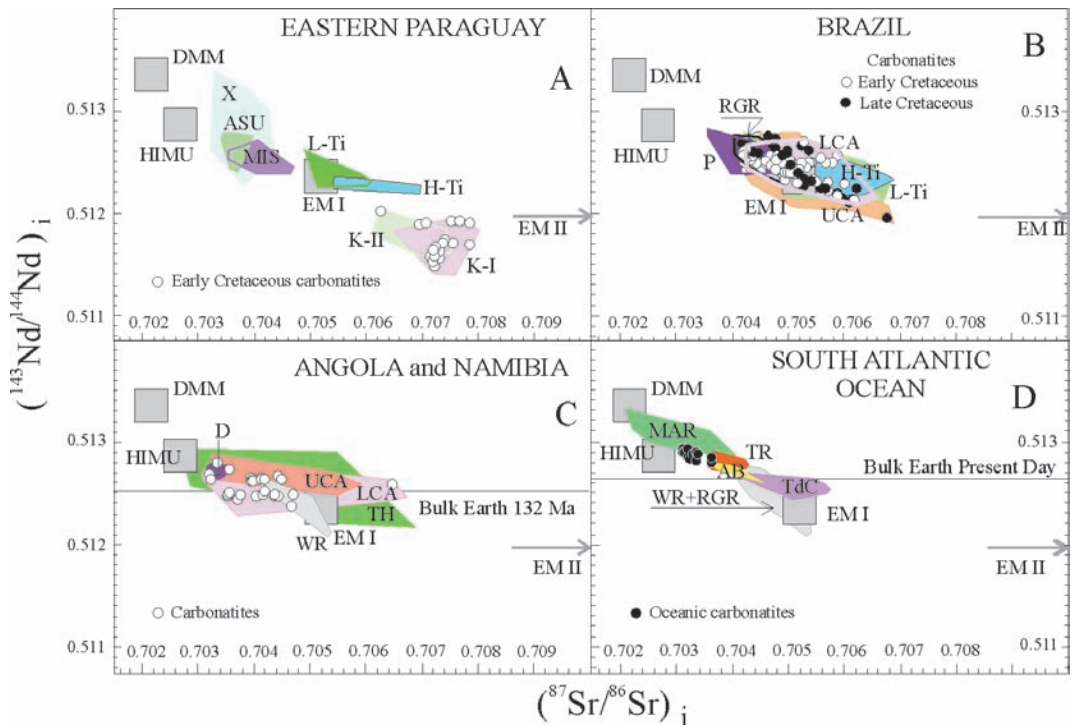 EASTERN PARAGUAY
A
DMM
X
ASU
MIS
HIMU
L-Ti
H-Ti
EM I
EM II
K-II
K-I
Early Cretaceous carbonatites
0.513
0.512
0.511
0.702 0.703 0.704 0.705 0.706 0.707 0.708 0.709
BRAZIL
B
Carbonatites
Early Cretaceous
Late Cretaceous
DMM
RGR
HIMU
LCA
P
H-Ti
L-Ti
EM I
UCA
EM II
0.513
0.512
0.511
0.702 0.703 0.704 0.705 0.706 0.707 0.708
ANGOLA and NAMIBIA
C
DMM
D
HIMU
UCA
LCA
TH
WR
EM I
Bulk Earth 132 Ma
EM II
Carbonatites
0.513
0.512
0.511
0.702 0.703 0.704 0.705 0.706 0.707 0.708 0.709
SOUTH ATLANTIC
OCEAN
D
DMM
MAR
HIMU
TR
AB
Bulk Earth Present Day
TdC
WR+RGR
EM I
EM II
Oceanic carbonatites
0.513
0.512
0.511
0.702 0.703 0.704 0.705 0.706 0.707 0.708
(143Nd/144Nd) i
(87Sr/86Sr) i